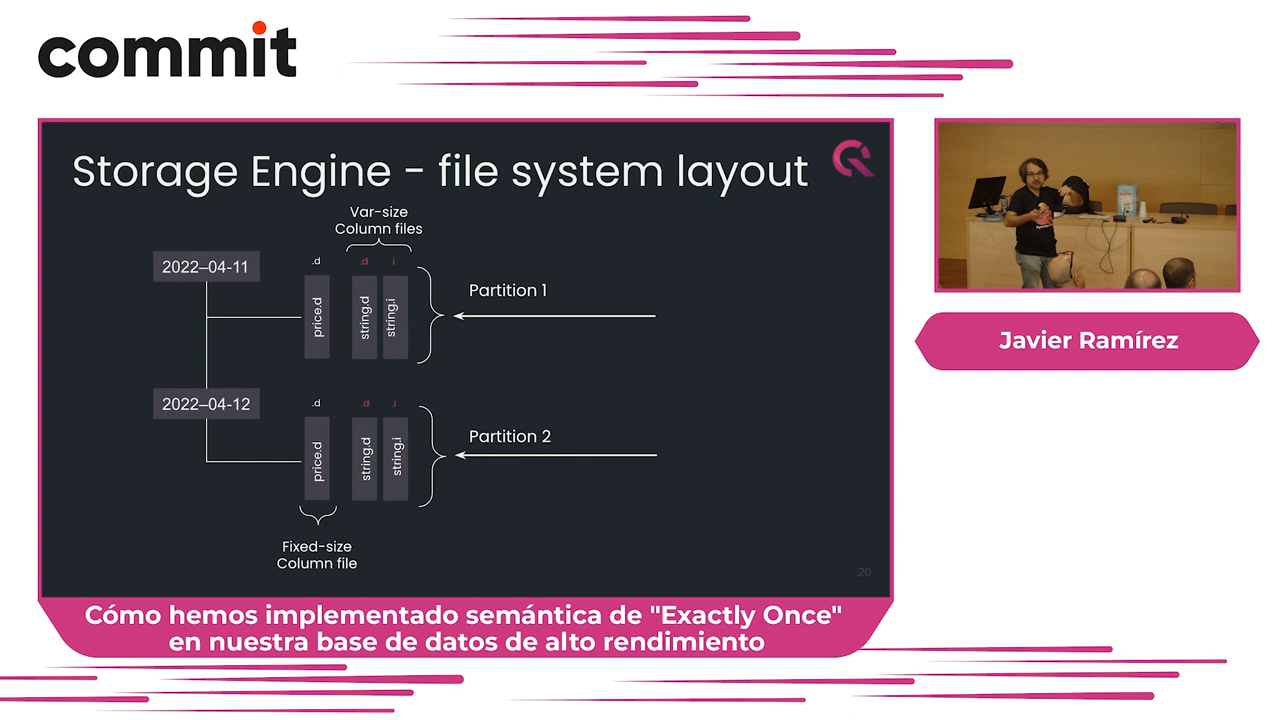 commit
Storage Engine - file system layout
Var-size
Column files
2022–04-11
.d
.d
.i
price.d
string.d
string.i
Partition 1
2022–04-12
.d
.d
.i
price.d
string.d
string.i
Partition 2
Fixed-size
Column file
20
Cómo hemos implementado semántica de "Exactly Once"
en nuestra base de datos de alto rendimiento
Javier Ramírez